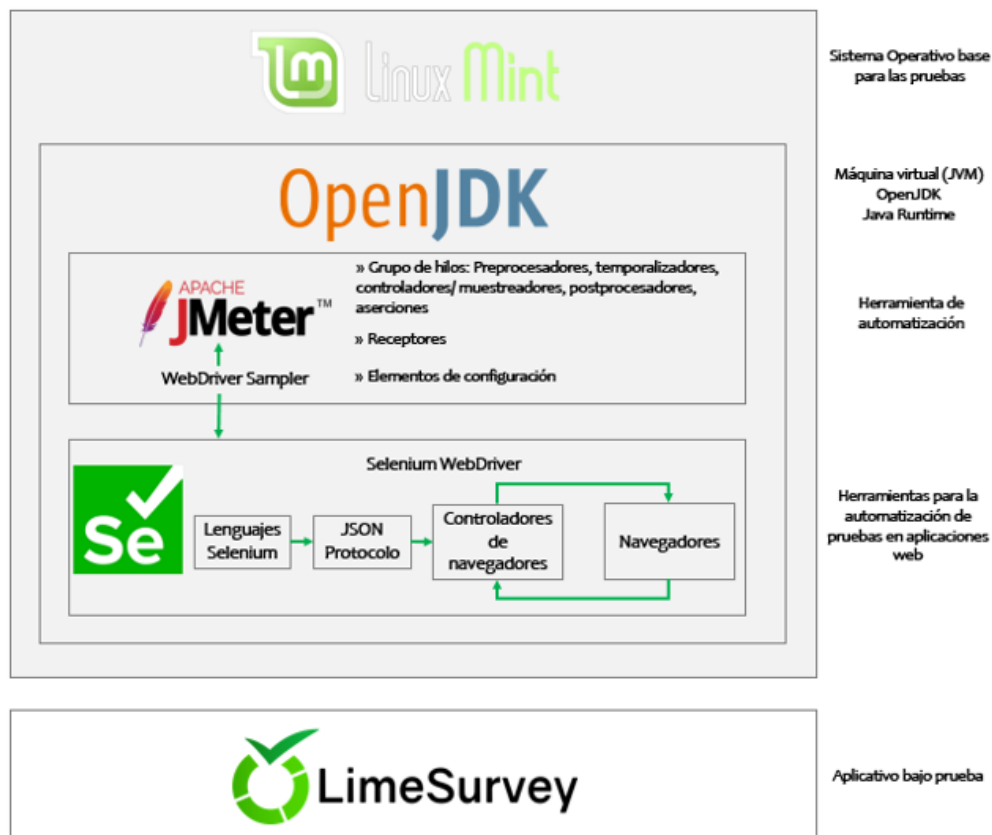 Linux Mint
Sistema Operativo base
para las pruebas
OpenJDK
Máquina virtual (JVM)
OpenJDK
Java Runtime
APACHE
JMeter™
WebDriver Sampler
» Grupo de hilos: Preprocesadores, temporalizadores,
controladores/ muestreadores, postprocesadores,
aserciones
» Receptores
» Elementos de configuración
Herramienta de
automatización
Selenium WebDriver
Se
Lenguajes
Selenium
JSON
Protocolo
Controladores
de
navegadores
Navegadores
Herramientas para la
automatización de
pruebas en aplicaciones
web
LimeSurvey
Aplicativo bajo prueba